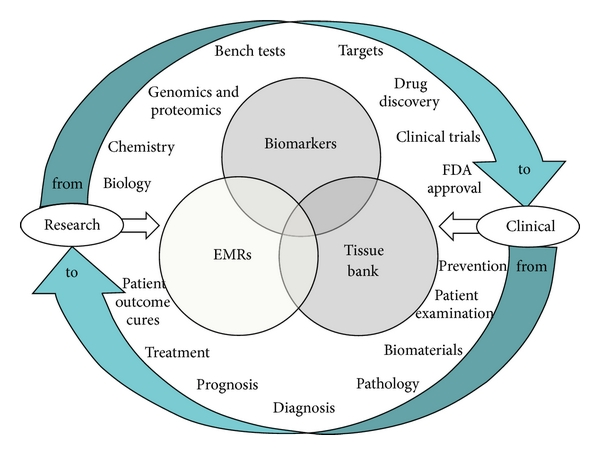 Bench tests
Targets
Genomics and
proteomics
Drug
discovery
Biomarkers
Chemistry
Clinical trials
from
Biology
FDA
approval
to
Research
Clinical
EMRs
Tissue
bank
to
Prevention
from
Patient
outcome
cures
Patient
examination
Treatment
Biomaterials
Prognosis
Pathology
Diagnosis